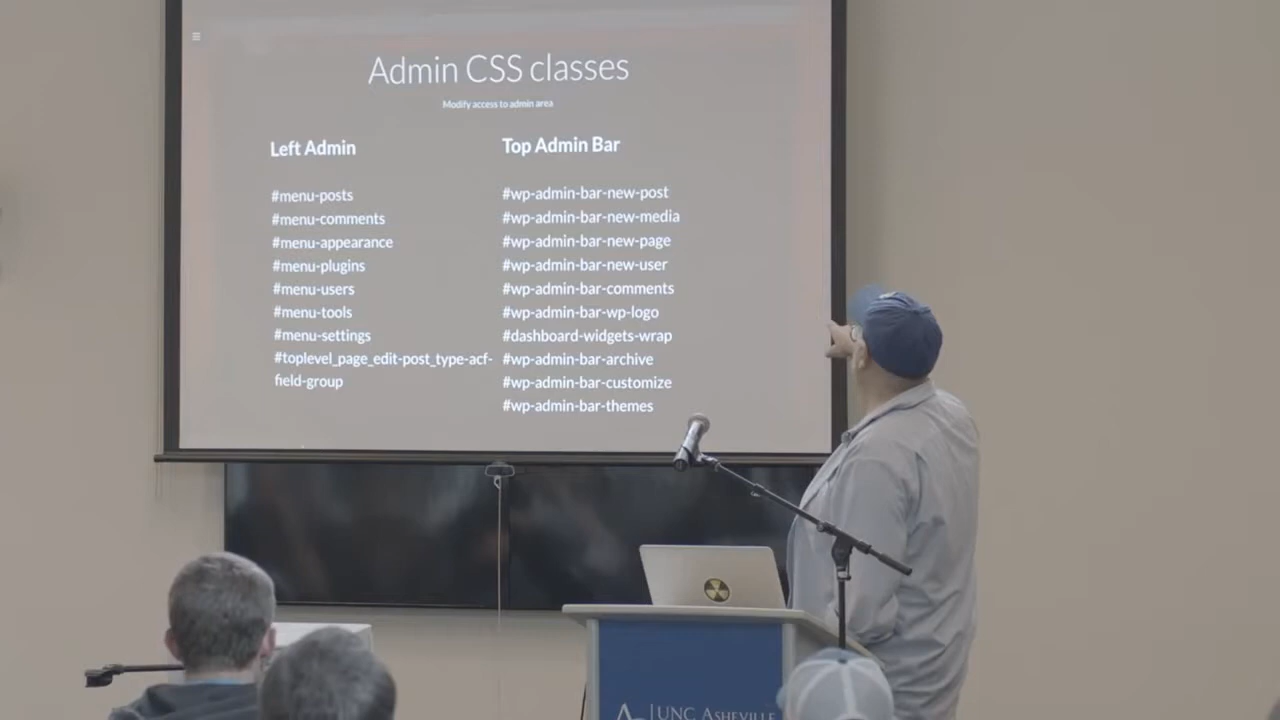 Admin CSS classes
Modify access to admin area
Left Admin
#menu-posts
#menu-comments
#menu-appearance
#menu-plugins
#menu-users
#menu-tools
#menu-settings
#toplevel_page_edit-post_type-acf-
field-group
Top Admin Bar
#wp-admin-bar-new-post
#wp-admin-bar-new-media
#wp-admin-bar-new-page
#wp-admin-bar-new-user
#wp-admin-bar-comments
#wp-admin-bar-wp-logo
#dashboard-widgets-wrap
#wp-admin-bar-archive
#wp-admin-bar-customize
#wp-admin-bar-themes
UNC ASHEVILLE